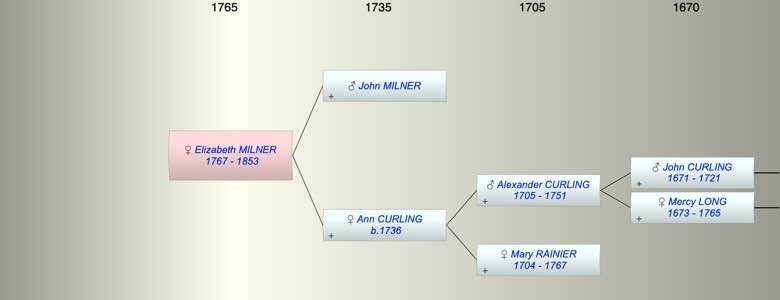 1765 1735 1705 1670
♂ John MILNER
+
♀ Elizabeth MILNER
1767 - 1853
♀ Ann CURLING
b.1736
+
♂ Alexander CURLING
1705 - 1751
+
♀ Mary RAINIER
1704 - 1767
+
♂ John CURLING
1671 - 1721
+
♀ Mercy LONG
1673 - 1765
+